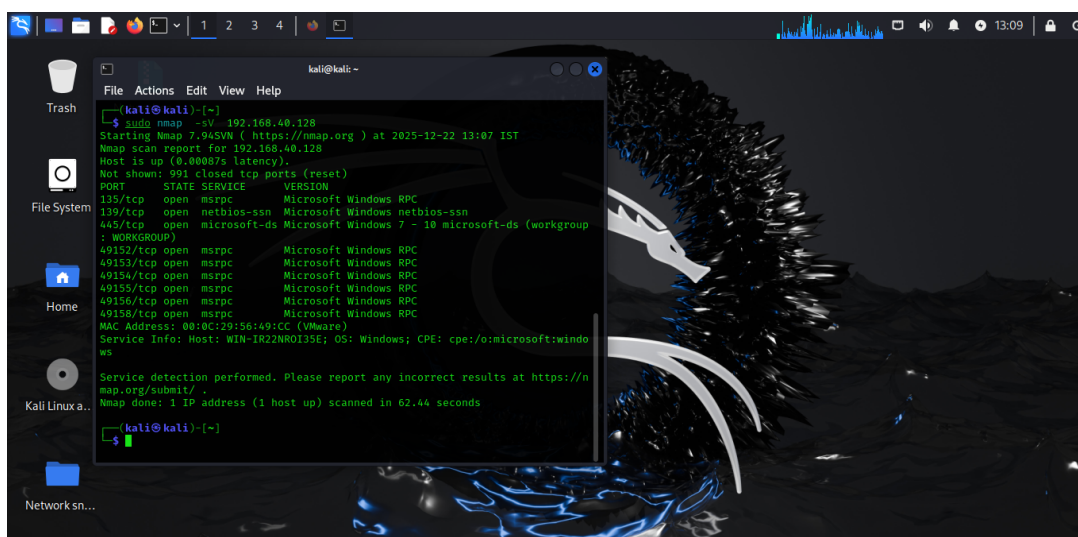 1 2 3 4
13:09
Trash
File System
Home
Kali Linux a..
Network sn...
kali@kali: ~
File Actions Edit View Help
┌──(kali㉿kali)-[~]
└─$ sudo nmap -sV 192.168.40.128
Starting Nmap 7.94SVN ( https://nmap.org ) at 2025-12-22 13:07 IST
Nmap scan report for 192.168.40.128
Host is up (0.00087s latency).
Not shown: 991 closed tcp ports (reset)
PORT STATE SERVICE VERSION
135/tcp open msrpc Microsoft Windows RPC
139/tcp open netbios-ssn Microsoft Windows netbios-ssn
445/tcp open microsoft-ds Microsoft Windows 7 - 10 microsoft-ds (workgroup
: WORKGROUP)
49152/tcp open msrpc Microsoft Windows RPC
49153/tcp open msrpc Microsoft Windows RPC
49154/tcp open msrpc Microsoft Windows RPC
49155/tcp open msrpc Microsoft Windows RPC
49156/tcp open msrpc Microsoft Windows RPC
49158/tcp open msrpc Microsoft Windows RPC
MAC Address: 00:0C:29:56:49:CC (VMware)
Service Info: Host: WIN-IR22NROI35E; OS: Windows; CPE: cpe:/o:microsoft:windo
ws
Service detection performed. Please report any incorrect results at https://n
map.org/submit/ .
Nmap done: 1 IP address (1 host up) scanned in 62.44 seconds
┌──(kali㉿kali)-[~]
└─$